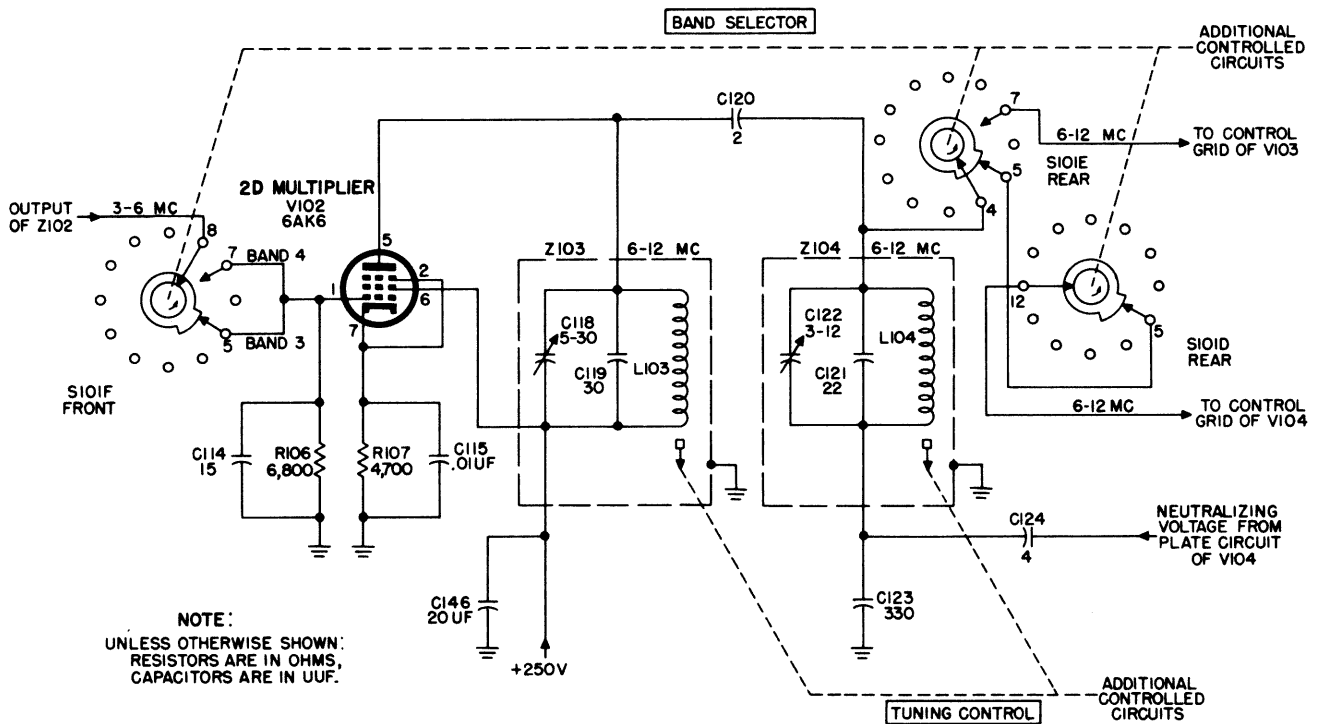 BAND SELECTOR
ADDITIONAL
CONTROLLED
CIRCUITS
C120
2
7
6-12 MC
TO CONTROL
GRID OF V103
S101E
REAR
5
4
2D MULTIPLIER
V102
6AK6
OUTPUT
OF Z102
3-6 MC
8
7
BAND 4
5
BAND 3
S101F
FRONT
5
1
2
6
7
Z103
6-12 MC
C118
5-30
C119
30
L103
Z104
6-12 MC
C122
3-12
C121
22
L104
12
5
S101D
REAR
6-12 MC
TO CONTROL
GRID OF V104
C114
15
R106
6,800
R107
4,700
C115
.01UF
C124
4
NEUTRALIZING
VOLTAGE FROM
PLATE CIRCUIT
OF V104
C146
20UF
+250V
C123
330
NOTE:
UNLESS OTHERWISE SHOWN:
RESISTORS ARE IN OHMS,
CAPACITORS ARE IN UUF.
TUNING CONTROL
ADDITIONAL
CONTROLLED
CIRCUITS